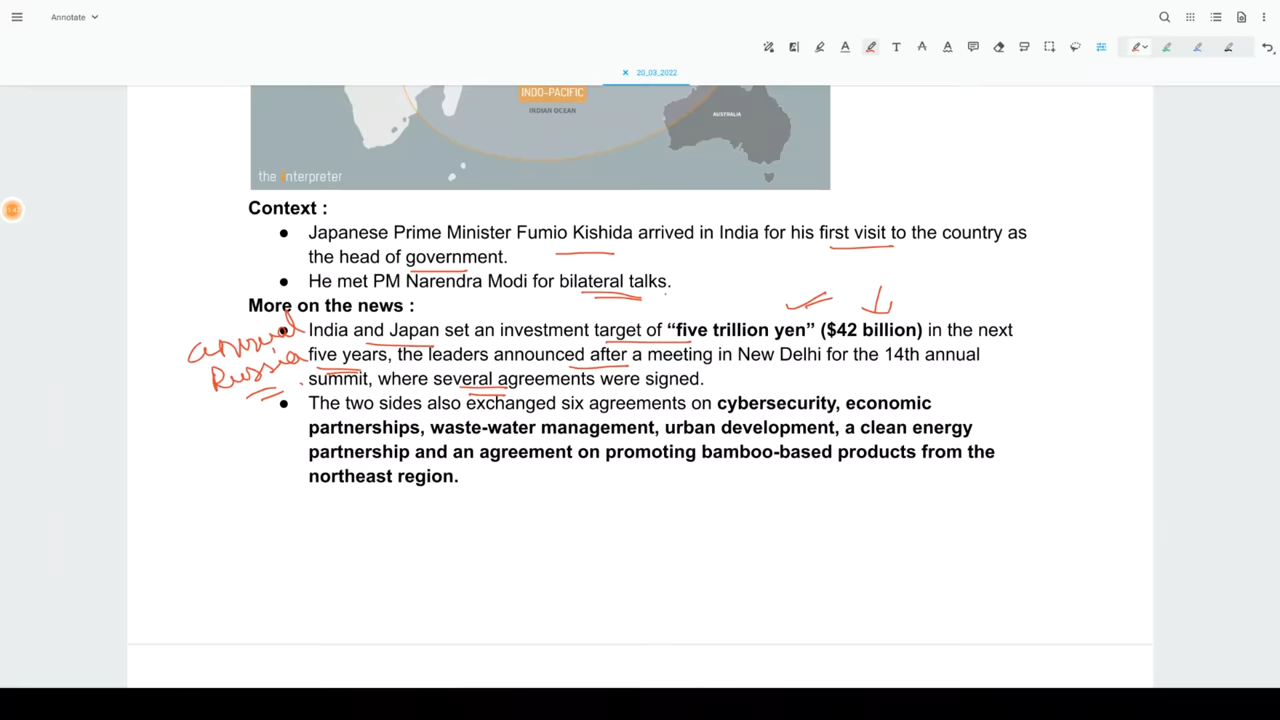 Annotate
20_03_2022
INDO-PACIFIC
INDIAN OCEAN
AUSTRALIA
the interpreter
Context :
● Japanese Prime Minister Fumio Kishida arrived in India for his first visit to the country as
the head of government.
● He met PM Narendra Modi for bilateral talks.
More on the news :
● India and Japan set an investment target of “five trillion yen” ($42 billion) in the next
five years, the leaders announced after a meeting in New Delhi for the 14th annual
summit, where several agreements were signed.
annual
Russia
● The two sides also exchanged six agreements on cybersecurity, economic
partnerships, waste-water management, urban development, a clean energy
partnership and an agreement on promoting bamboo-based products from the
northeast region.